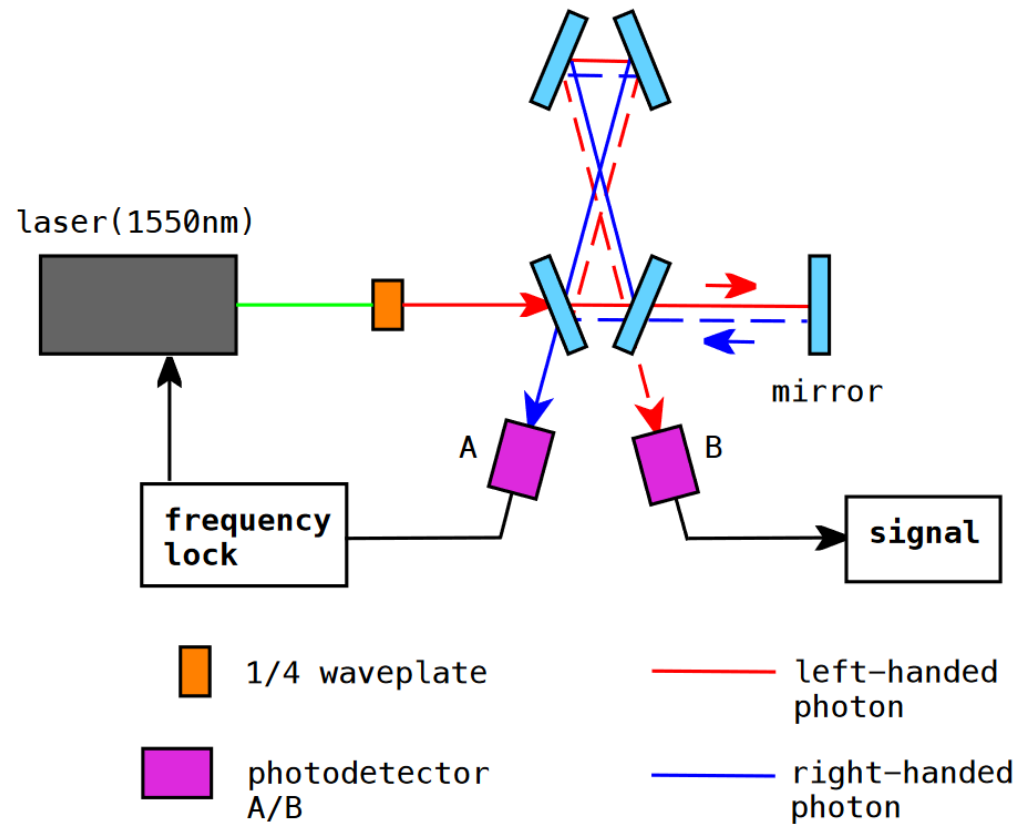 laser(1550nm)
mirror
A
B
frequency
lock
signal
1/4 waveplate
left-handed
photon
photodetector
A/B
right-handed
photon